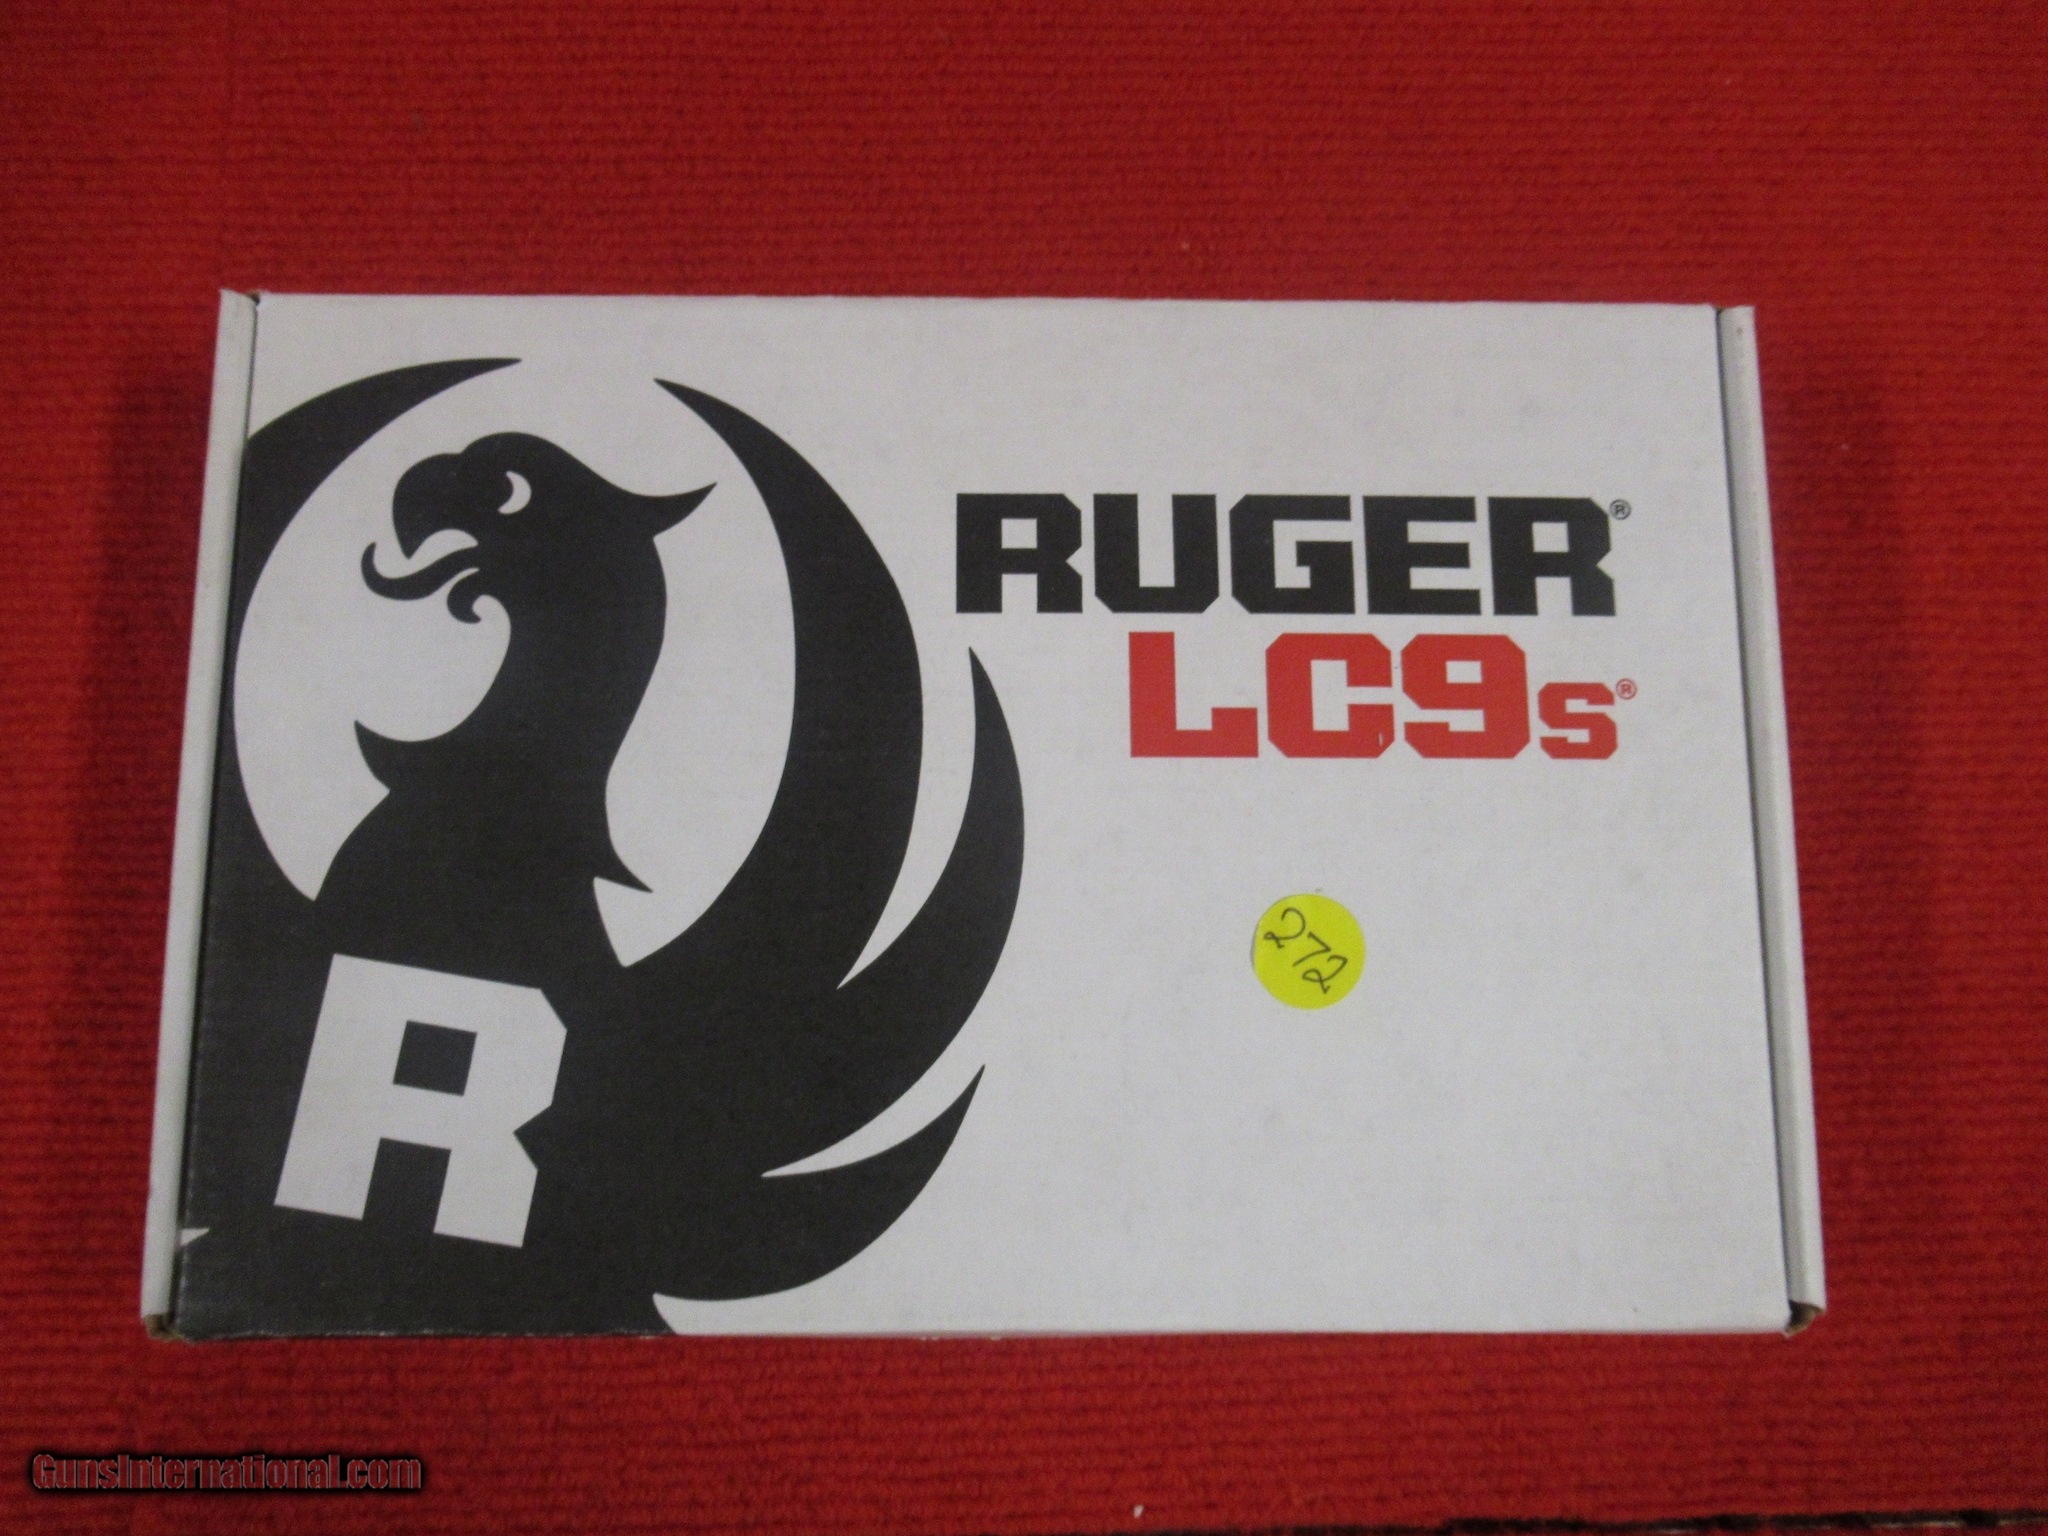 RUGER®
LC9s®
272
R
GunsInternational.com